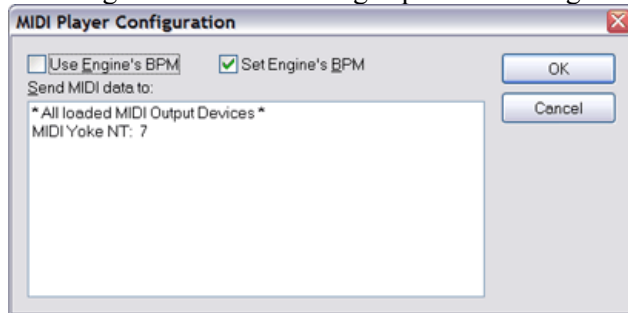 MIDI Player Configuration
Use Engine's BPM
Set Engine's BPM
OK
Send MIDI data to:
Cancel
* All loaded MIDI Output Devices *
MIDI Yoke NT: 7